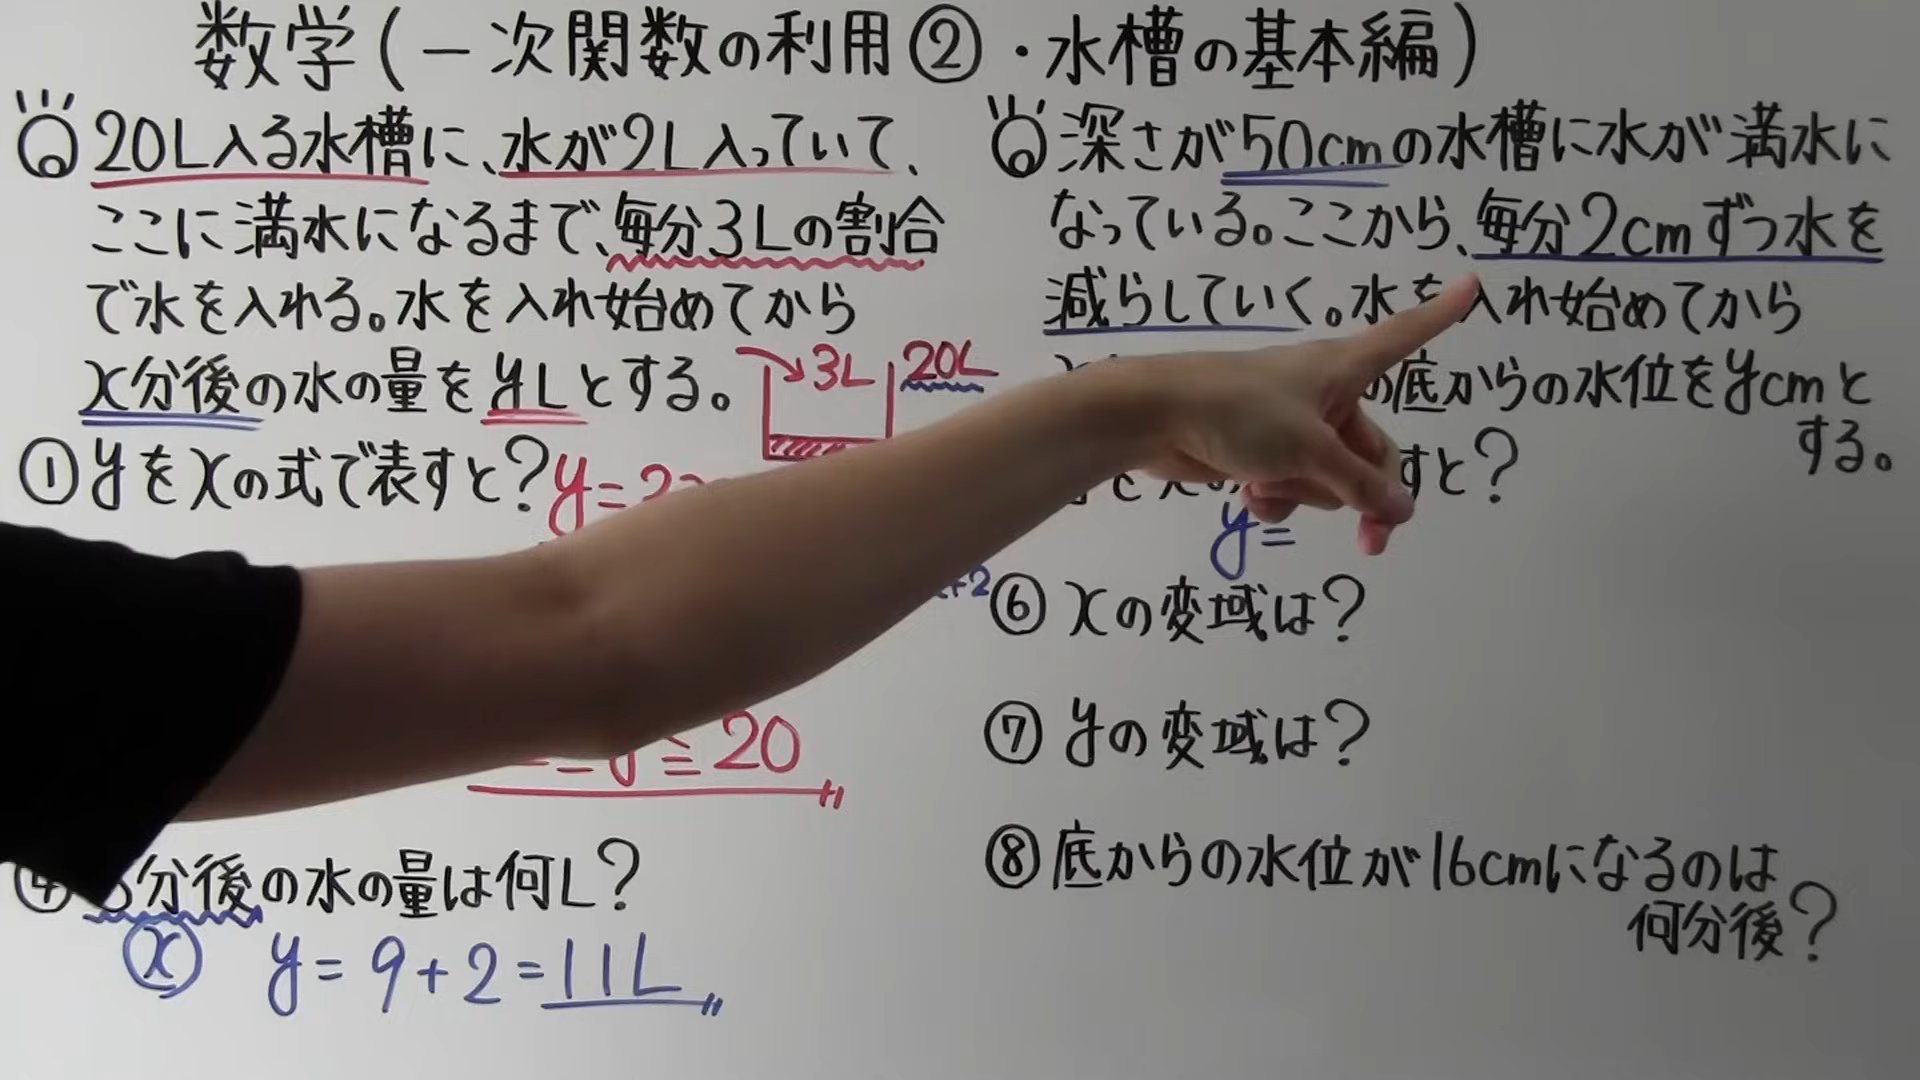 数学(一次関数の利用②・水槽の基本編)
20L入る水槽に、水が2L入っていて、
ここに満水になるまで、毎分3Lの割合
で水を入れる。水を入れ始めてから
x分後の水の量をyLとする。
3L 20L
①yをxの式で表すと?
y=
+2
≦20
分後の水の量は何L?
x y=9+2=11L
深さが50cmの水槽に水が満水に
なっている。ここから、毎分2cmずつ水を
減らしていく。水を入れ始めてから
底からの水位をycmと
する。
すと?
y=
⑥xの変域は?
⑦yの変域は?
⑧底からの水位が16cmになるのは
何分後?